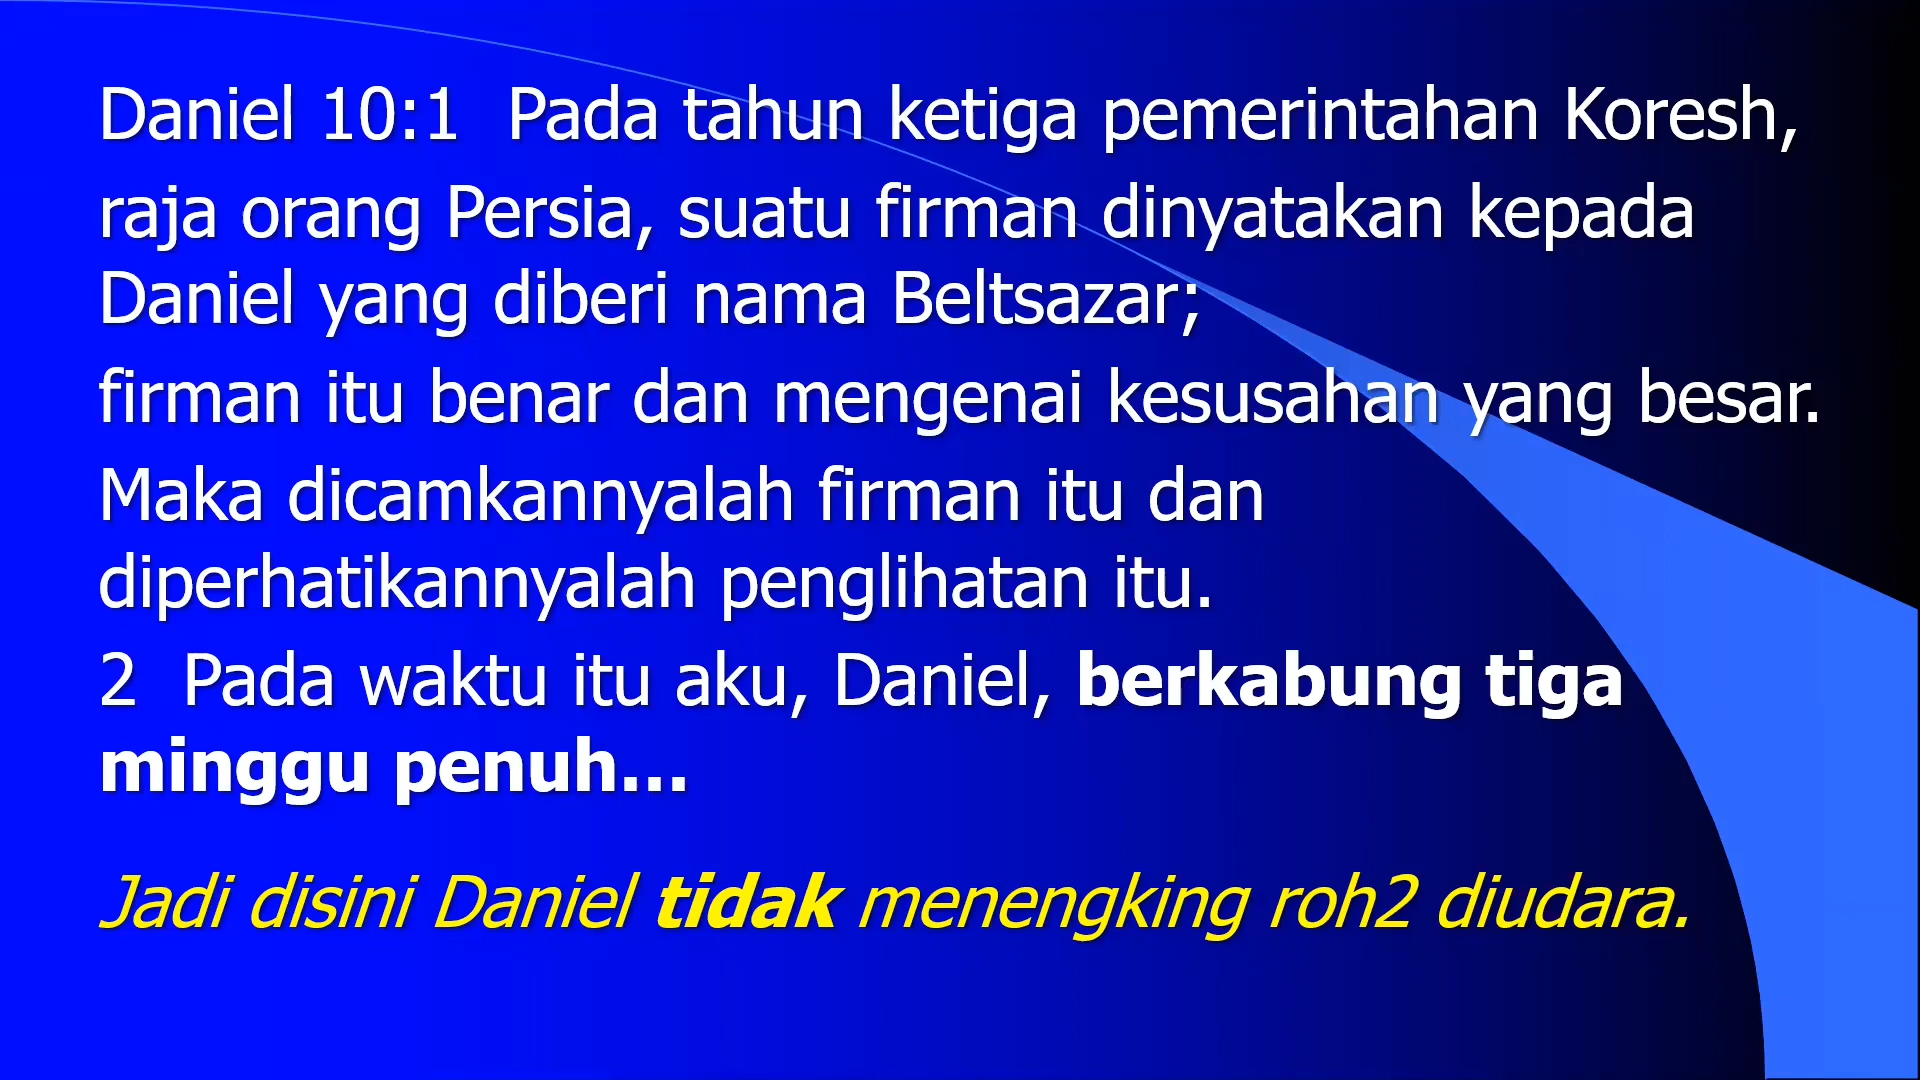 Daniel 10:1  Pada tahun ketiga pemerintahan Koresh,
raja orang Persia, suatu firman dinyatakan kepada
Daniel yang diberi nama Beltsazar;
firman itu benar dan mengenai kesusahan yang besar.
Maka dicamkannyalah firman itu dan
diperhatikannyalah penglihatan itu.
2  Pada waktu itu aku, Daniel, berkabung tiga
minggu penuh...
Jadi disini Daniel tidak menengking roh2 diudara.